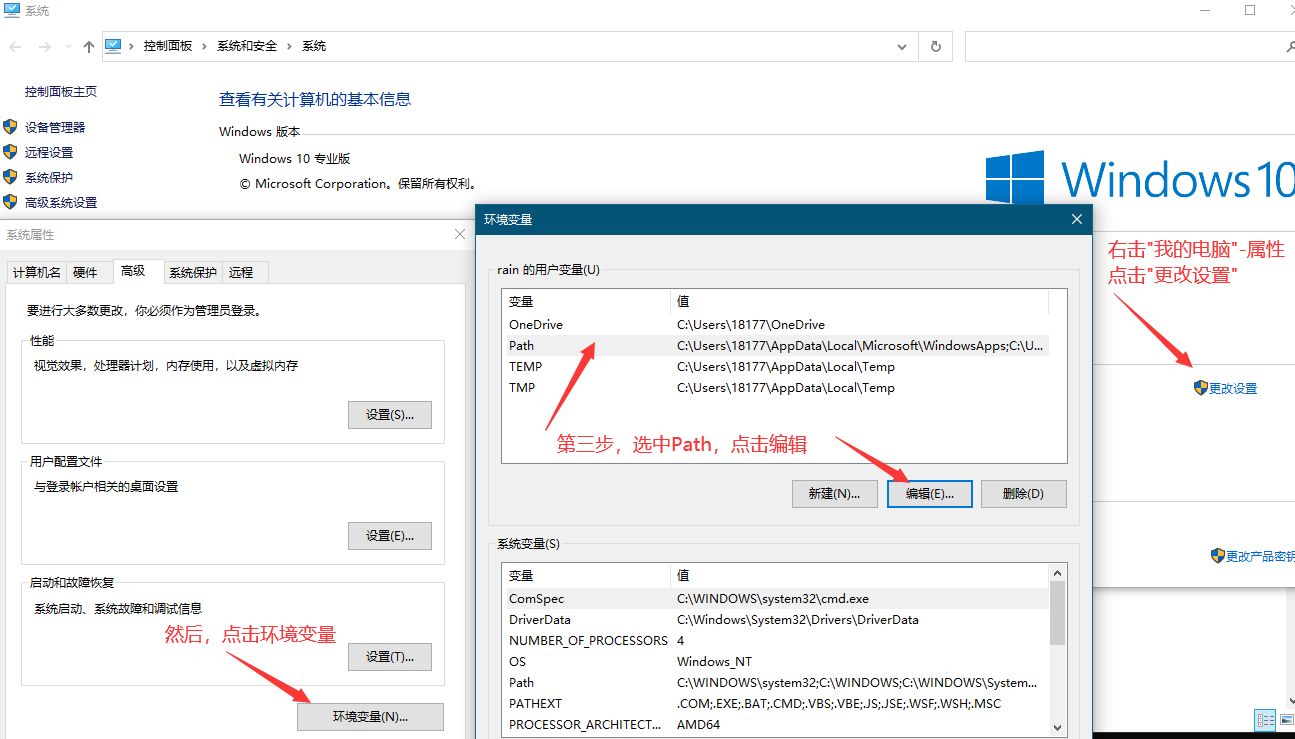 系统
控制面板 › 系统和安全 › 系统
控制面板主页
设备管理器
远程设置
系统保护
高级系统设置
查看有关计算机的基本信息
Windows 版本
Windows 10 专业版
© Microsoft Corporation。保留所有权利。
Windows 10
系统属性
计算机名 硬件 高级 系统保护 远程
要进行大多数更改，你必须作为管理员登录。
性能
视觉效果，处理器计划，内存使用，以及虚拟内存
设置(S)...
用户配置文件
与登录帐户相关的桌面设置
设置(E)...
启动和故障恢复
系统启动、系统故障和调试信息
然后，点击环境变量
设置(T)...
环境变量(N)...
环境变量
rain 的用户变量(U)
变量 值
OneDrive C:\Users\18177\OneDrive
Path C:\Users\18177\AppData\Local\Microsoft\WindowsApps;C:\U...
TEMP C:\Users\18177\AppData\Local\Temp
TMP C:\Users\18177\AppData\Local\Temp
第三步，选中Path，点击编辑
新建(N)... 编辑(E)... 删除(D)
系统变量(S)
变量 值
ComSpec C:\WINDOWS\system32\cmd.exe
DriverData C:\Windows\System32\Drivers\DriverData
NUMBER_OF_PROCESSORS 4
OS Windows_NT
Path C:\WINDOWS\system32;C:\WINDOWS;C:\WINDOWS\System...
PATHEXT .COM;.EXE;.BAT;.CMD;.VBS;.VBE;.JS;.JSE;.WSF;.WSH;.MSC
PROCESSOR_ARCHITECT... AMD64
右击"我的电脑"-属性
点击"更改设置"
更改设置
更改产品密钥